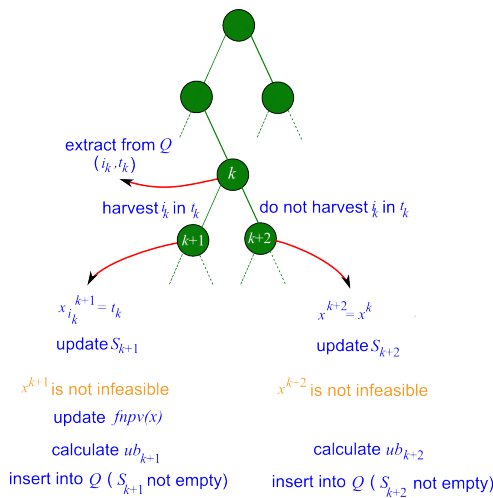 extract from Q
(i_k, t_k)
k
harvest i_k in t_k
do not harvest i_k in t_k
k+1
k+2
x_{i_k}^{k+1} = t_k
x^{k+2} = x^k
update S_{k+1}
update S_{k+2}
x^{k+1} is not infeasible
x^{k+2} is not infeasible
update fnpv(x)
calculate ub_{k+1}
calculate ub_{k+2}
insert into Q ( S_{k+1} not empty)
insert into Q ( S_{k+2} not empty)